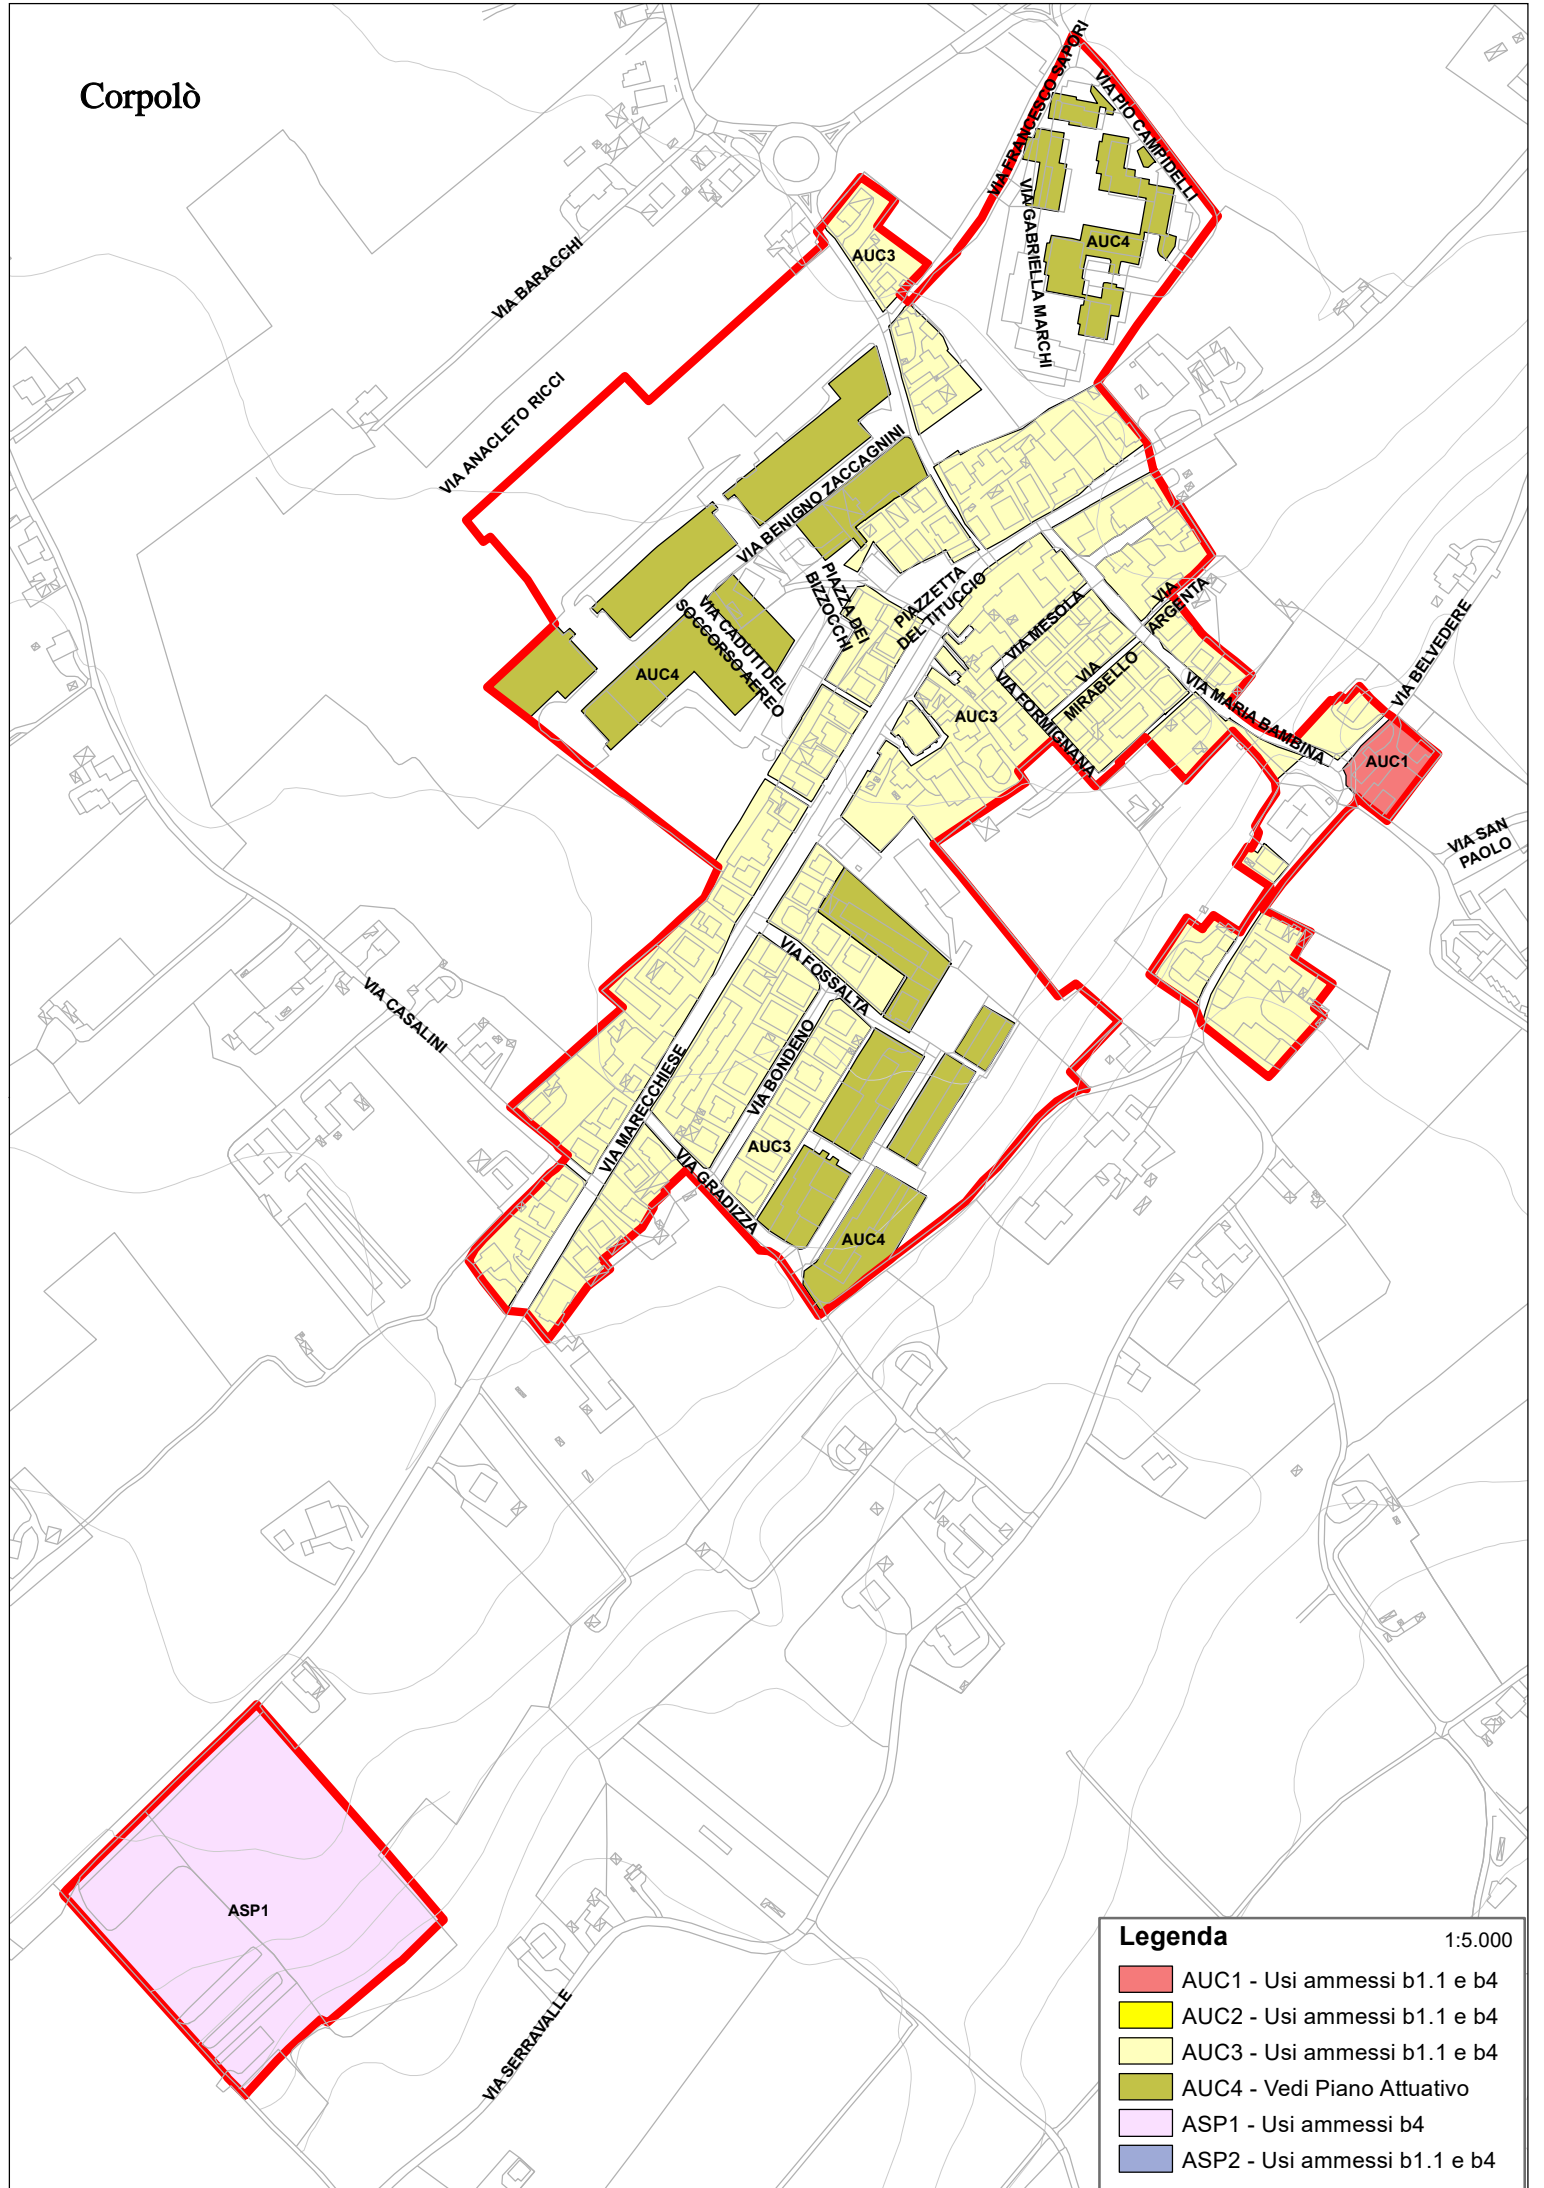 Corpolò
VIA FRANCESCO SAPORI
VIA PIO CAMPIDELLI
VIA GABRIELLA MARCHI
AUC4
AUC3
VIA BARACCHI
VIA ANACLETO RICCI
VIA BENIGNO ZACCAGNINI
PIAZZA DEI
BIZZOCCHI
VIA CADUTI DEL
SOCCORSO AEREO
AUC4
PIAZZETTA
DEL TITUCCIO
VIA MESOLA
VIA
ARGENTA
VIA
MIRABELLO
VIA FORMIGNANA
AUC3
VIA MARIA BAMBINA
VIA BELVEDERE
AUC1
VIA SAN
PAOLO
VIA CASALINI
VIA FOSSALTA
VIA BONDENO
VIA MARECCHIESE
AUC3
VIA GRADIZZA
AUC4
ASP1
VIA SERRAVALLE
Legenda
1:5.000
AUC1 - Usi ammessi b1.1 e b4
AUC2 - Usi ammessi b1.1 e b4
AUC3 - Usi ammessi b1.1 e b4
AUC4 - Vedi Piano Attuativo
ASP1 - Usi ammessi b4
ASP2 - Usi ammessi b1.1 e b4